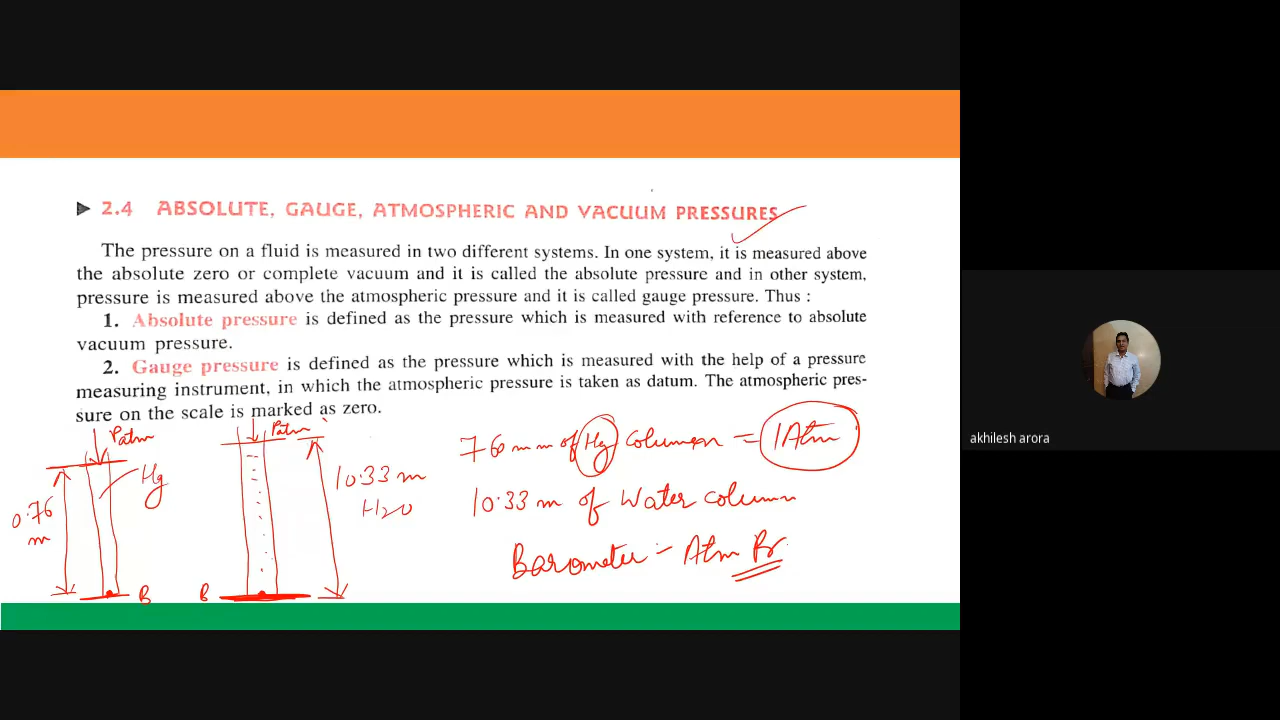 2.4 ABSOLUTE, GAUGE, ATMOSPHERIC AND VACUUM PRESSURES
The pressure on a fluid is measured in two different systems. In one system, it is measured above
the absolute zero or complete vacuum and it is called the absolute pressure and in other system,
pressure is measured above the atmospheric pressure and it is called gauge pressure. Thus :
1. Absolute pressure is defined as the pressure which is measured with reference to absolute
vacuum pressure.
2. Gauge pressure is defined as the pressure which is measured with the help of a pressure
measuring instrument, in which the atmospheric pressure is taken as datum. The atmospheric pres-
sure on the scale is marked as zero.
Patm
Hg
0.76
m
B
Patm
10.33 m
H20
B
76 mm of Hg column = 1 Atm
10.33 m of Water column
Barometer - Atm Pr.
akhilesh arora